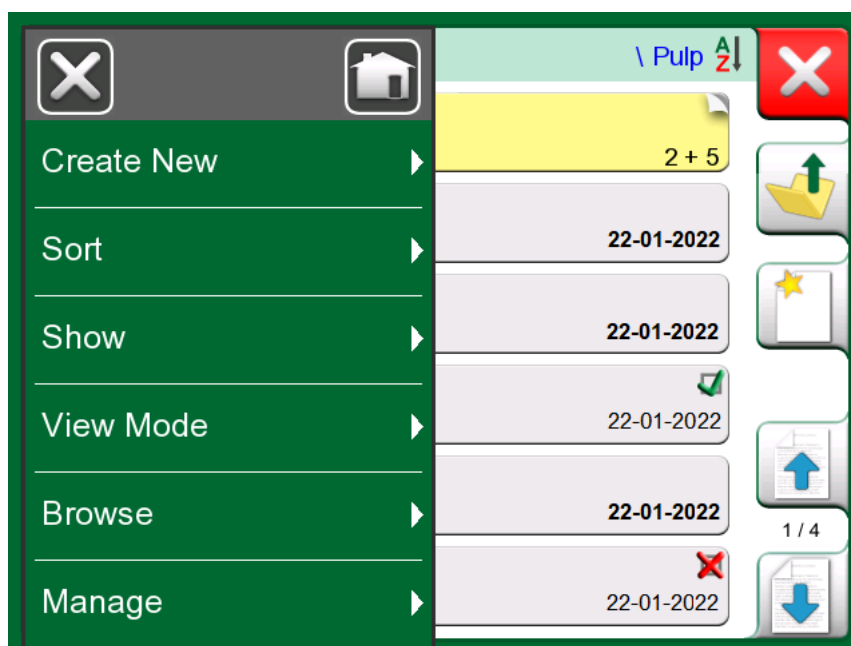 \ Pulp AZ
Create New
2 + 5
Sort
22-01-2022
Show
22-01-2022
View Mode
22-01-2022
Browse
22-01-2022
1 / 4
Manage
22-01-2022